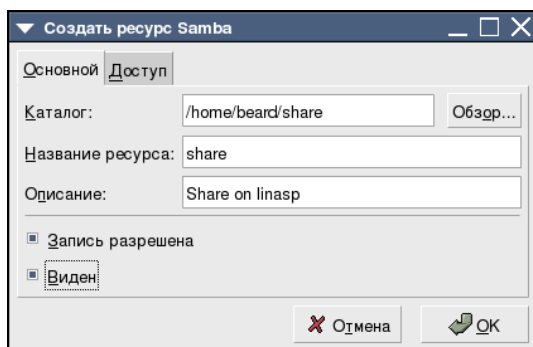 Создать ресурс Samba
Основной Доступ
Каталог: /home/beard/share Обзор...
Название ресурса: share
Описание: Share on linasp
Запись разрешена
Виден
Отмена OK